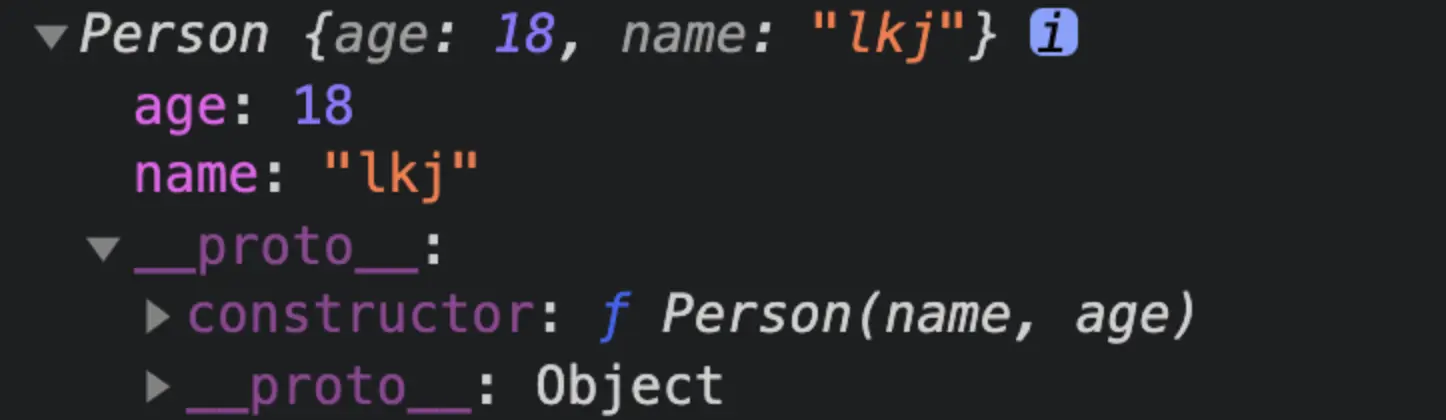 ▼Person {age: 18, name: "lkj"} i
age: 18
name: "lkj"
▼__proto__:
▶constructor: ƒ Person(name, age)
▶__proto__: Object